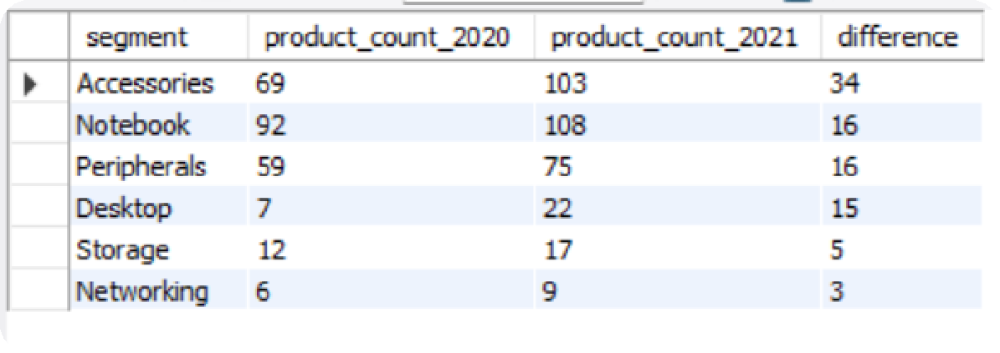 segment product_count_2020 product_count_2021 difference
Accessories 69 103 34
Notebook 92 108 16
Peripherals 59 75 16
Desktop 7 22 15
Storage 12 17 5
Networking 6 9 3